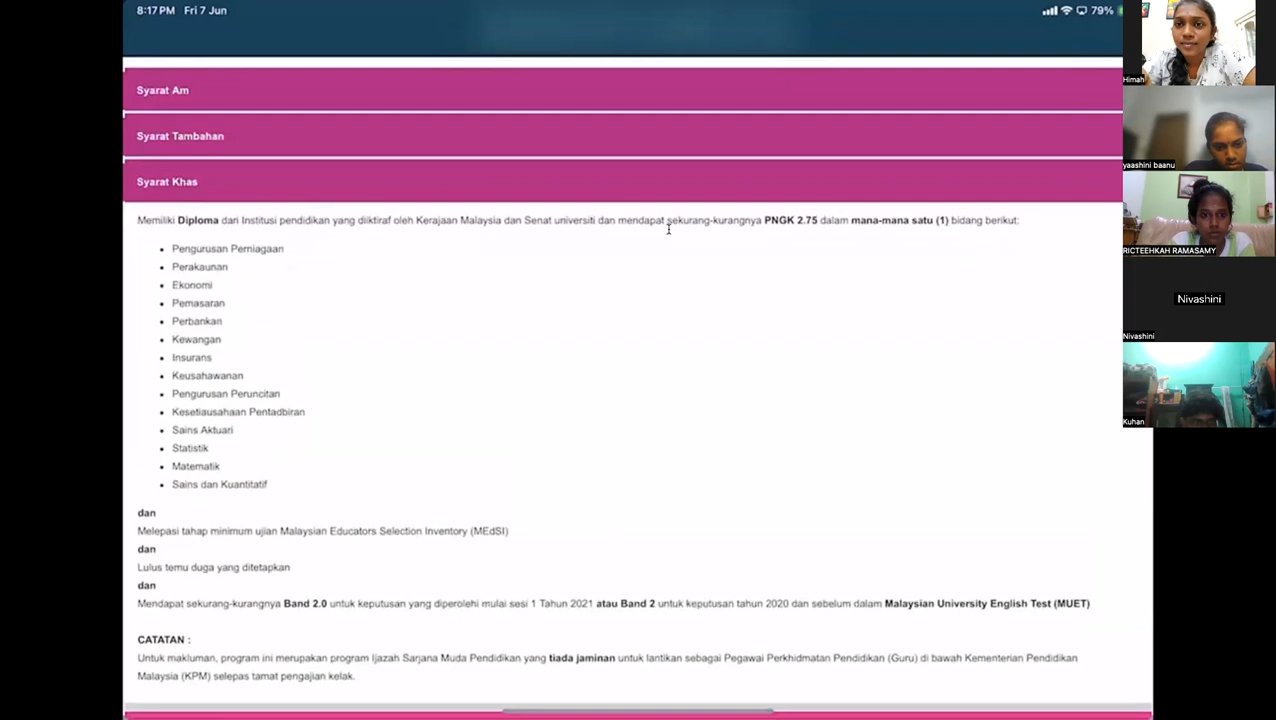 8:17 PM Fri 7 Jun
79%
Syarat Am
Syarat Tambahan
Syarat Khas
Memiliki Diploma dari Institusi pendidikan yang diiktiraf oleh Kerajaan Malaysia dan Senat universiti dan mendapat sekurang-kurangnya PNGK 2.75 dalam mana-mana satu (1) bidang berikut:
• Pengurusan Perniagaan
• Perakaunan
• Ekonomi
• Pemasaran
• Perbankan
• Kewangan
• Insurans
• Keusahawanan
• Pengurusan Peruncitan
• Kesetiausahaan Pentadbiran
• Sains Aktuari
• Statistik
• Matematik
• Sains dan Kuantitatif
dan
Melepasi tahap minimum ujian Malaysian Educators Selection Inventory (MEdSI)
dan
Lulus temu duga yang ditetapkan
dan
Mendapat sekurang-kurangnya Band 2.0 untuk keputusan yang diperolehi mulai sesi 1 Tahun 2021 atau Band 2 untuk keputusan tahun 2020 dan sebelum dalam Malaysian University English Test (MUET)
CATATAN :
Untuk makluman, program ini merupakan program Ijazah Sarjana Muda Pendidikan yang tiada jaminan untuk lantikan sebagai Pegawai Perkhidmatan Pendidikan (Guru) di bawah Kementerian Pendidikan
Malaysia (KPM) selepas tamat pengajian kelak.
Himah
yaashini baanu
RICTEEHKAH RAMASAMY
Nivashini
Nivashini
Kuhan